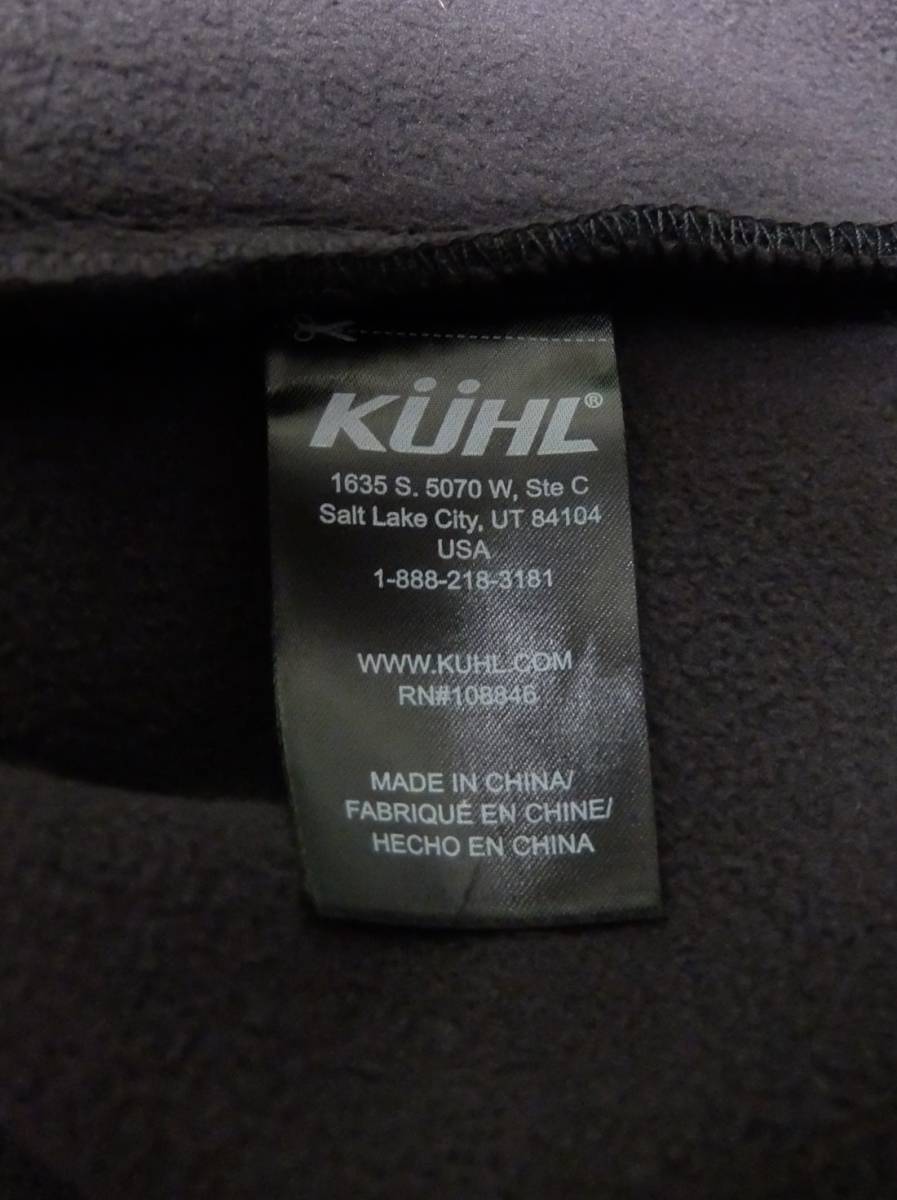 KÜHL®
1635 S. 5070 W, Ste C
Salt Lake City, UT 84104
USA
1-888-218-3181
WWW.KUHL.COM
RN#108846
MADE IN CHINA/
FABRIQUÉ EN CHINE/
HECHO EN CHINA